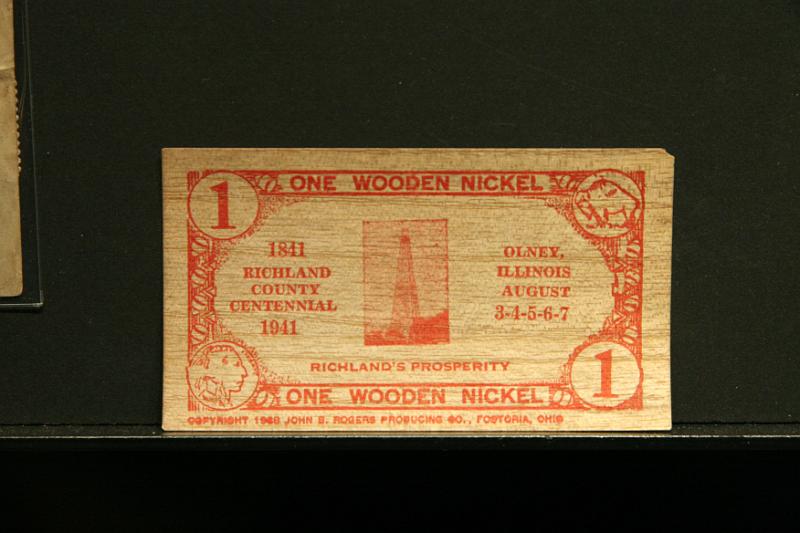 1
ONE WOODEN NICKEL
1841
RICHLAND
COUNTY
CENTENNIAL
1941
OLNEY,
ILLINOIS
AUGUST
3-4-5-6-7
RICHLAND'S PROSPERITY
ONE WOODEN NICKEL
1
COPYRIGHT 1938 JOHN B. ROGERS PRODUCING CO., FOSTORIA, OHIO